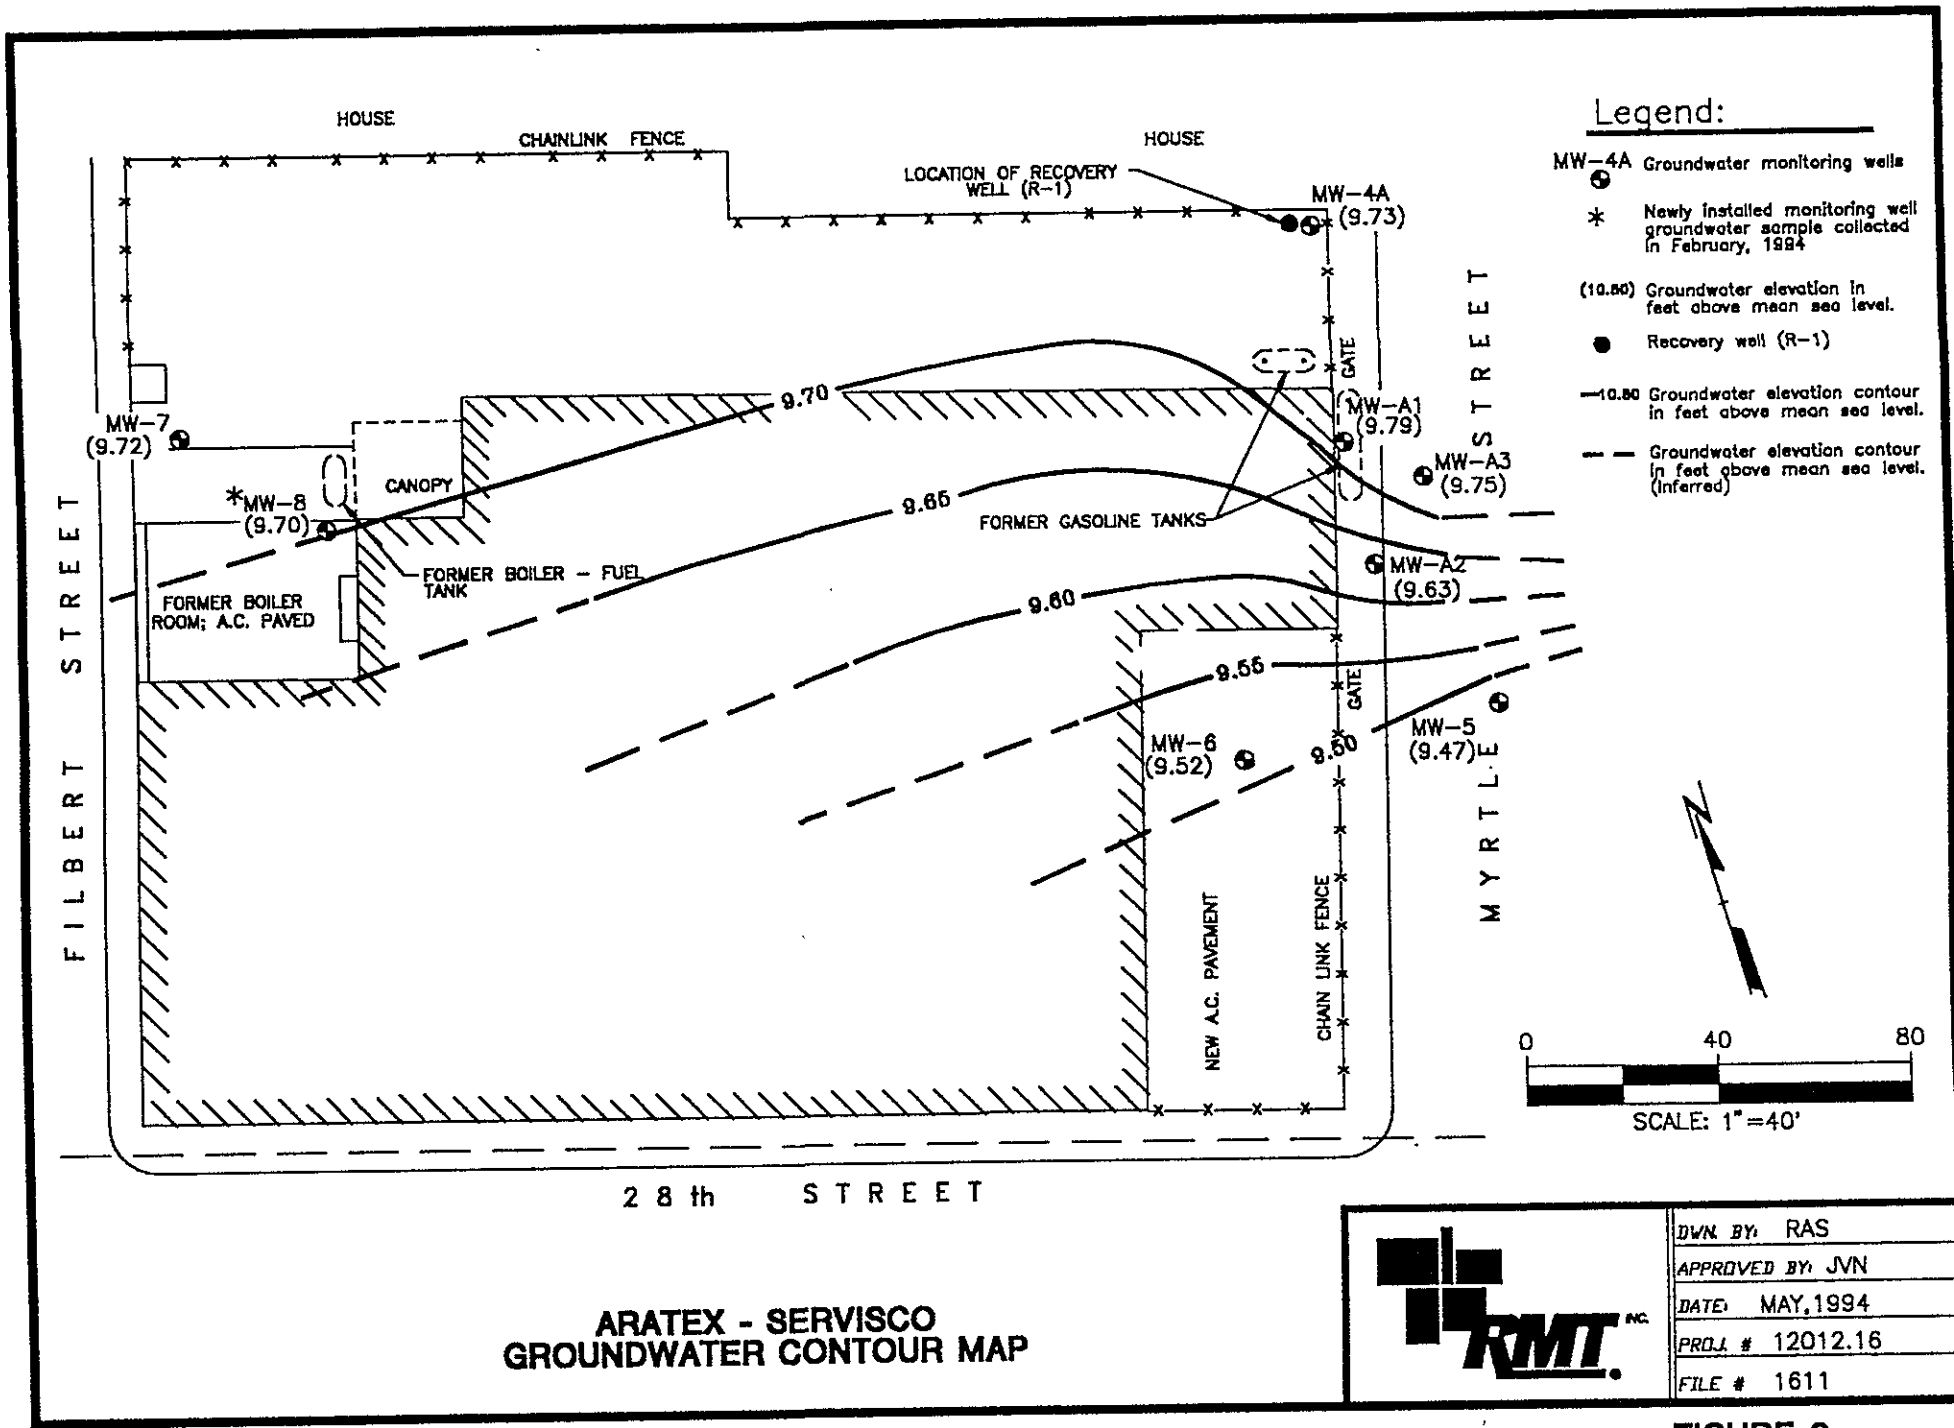 HOUSE
CHAINLINK FENCE
HOUSE
LOCATION OF RECOVERY
WELL (R-1)
MW-4A
(9.73)
Legend:
MW-4A Groundwater monitoring wells
* Newly installed monitoring well
groundwater sample collected
in February, 1994
(10.80) Groundwater elevation in
feet above mean sea level.
Recovery well (R-1)
10.80 Groundwater elevation contour
in feet above mean sea level.
Groundwater elevation contour
in feet above mean sea level.
(Inferred)
GATE
MW-7
(9.72)
9.70
MW-A1
(9.79)
MW-A3
(9.75)
CANOPY
*MW-8
(9.70)
9.65
FORMER GASOLINE TANKS
FORMER BOILER - FUEL
TANK
MW-A2
(9.63)
FORMER BOILER
ROOM; A.C. PAVED
9.60
9.55
GATE
MW-6
(9.52)
9.50
MW-5
(9.47)
FILBERT STREET
MYRTLE STREET
NEW A.C. PAVEMENT
CHAIN LINK FENCE
0 40 80
SCALE: 1"=40'
28th STREET
ARATEX - SERVISCO
GROUNDWATER CONTOUR MAP
RMT INC.
DWN. BY: RAS
APPROVED BY: JVN
DATE: MAY,1994
PROJ. # 12012.16
FILE # 1611